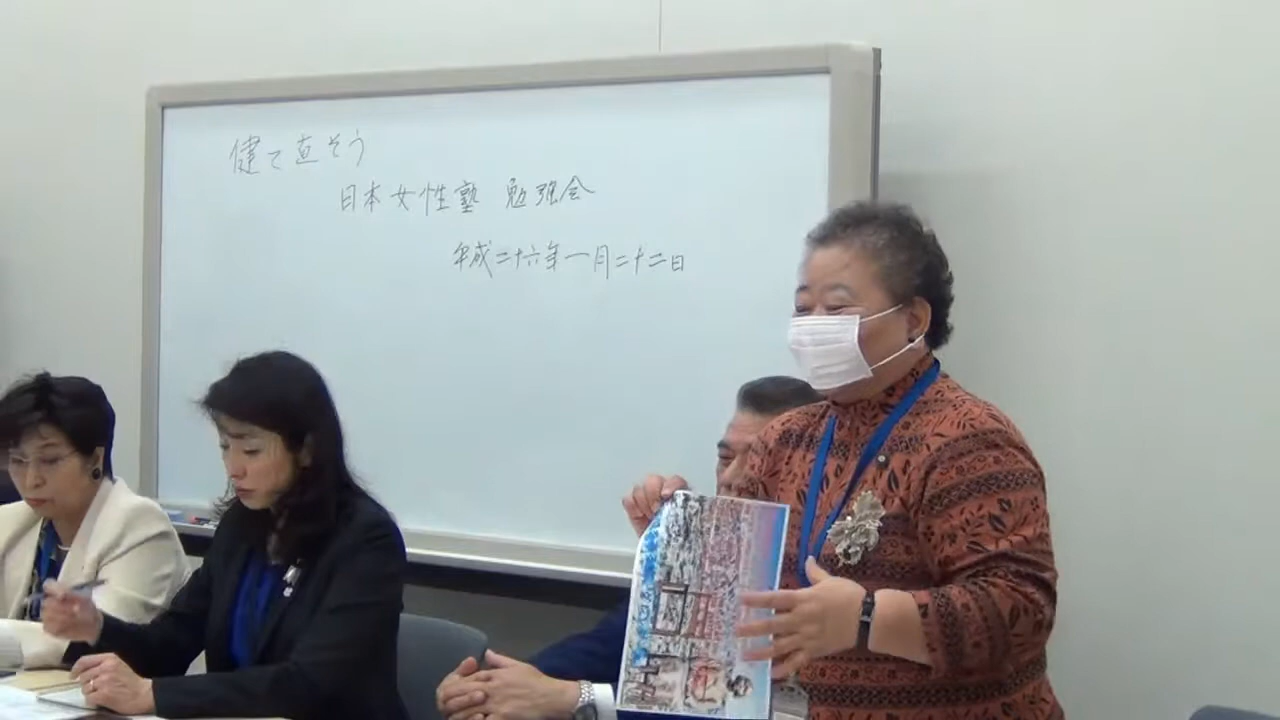 健て直そう
日本女性塾 勉強会
平成二十六年一月二十二日